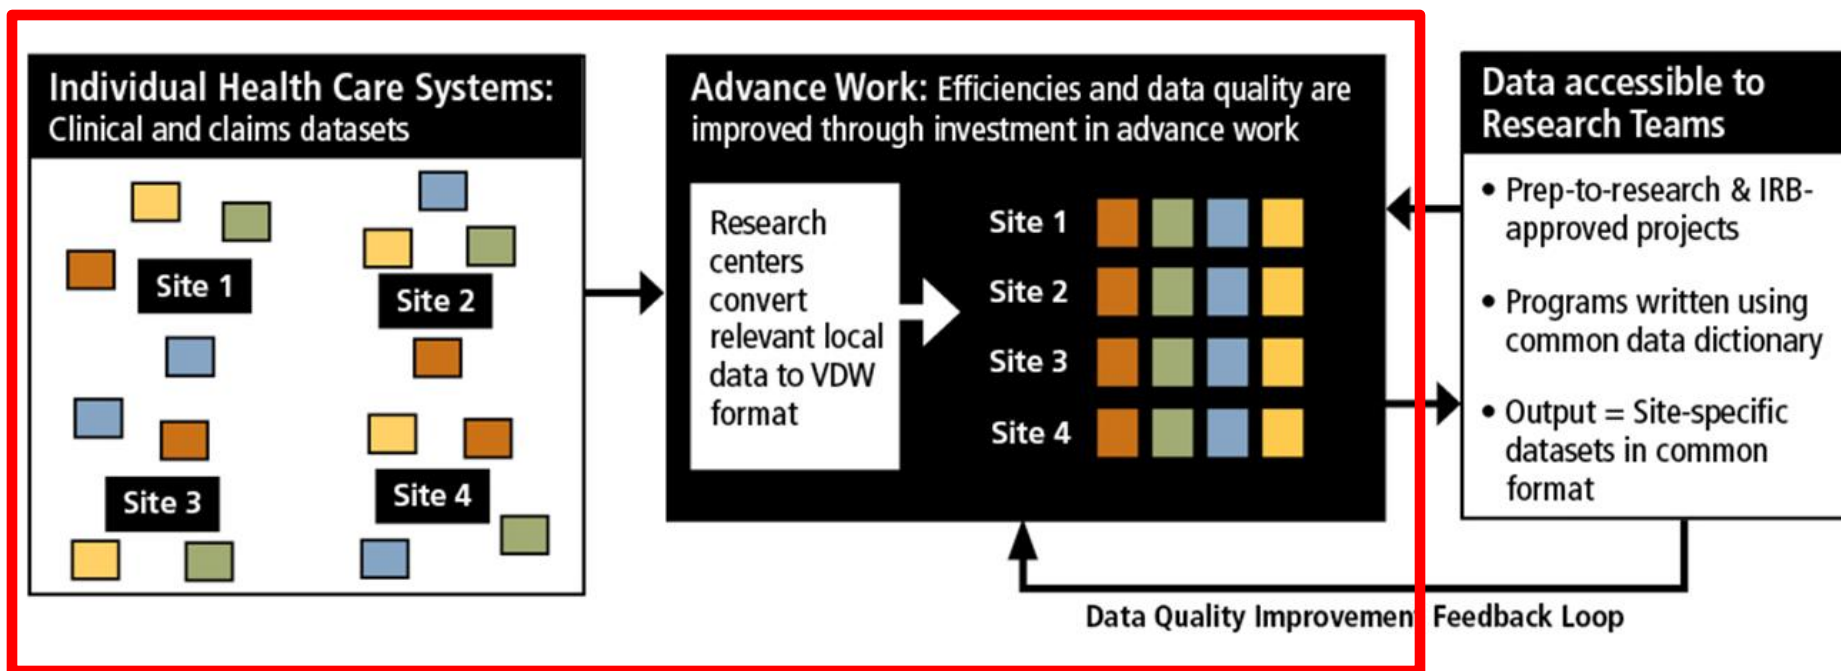 Individual Health Care Systems:
Clinical and claims datasets
Site 1
Site 2
Site 3
Site 4
Advance Work: Efficiencies and data quality are
improved through investment in advance work
Research
centers
convert
relevant local
data to VDW
format
Site 1
Site 2
Site 3
Site 4
Data accessible to
Research Teams
• Prep-to-research & IRB-
approved projects
• Programs written using
common data dictionary
• Output = Site-specific
datasets in common
format
Data Quality Improvement Feedback Loop